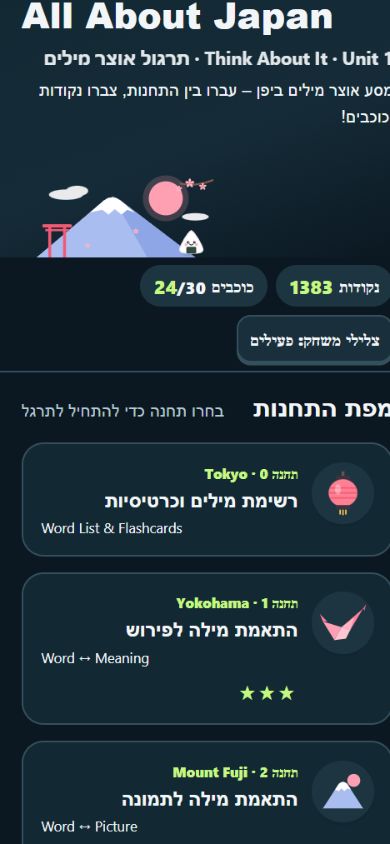 All About Japan
Think About It · Unit 1 · תרגול אוצר מילים
מסע אוצר מילים ביפן – עברו בין התחנות, צברו נקודות
כוכבים!
נקודות 1383
כוכבים 24/30
צלילי משחק: פעילים
מפת התחנות
בחרו תחנה כדי להתחיל לתרגל
תחנה 0 · Tokyo
רשימת מילים וכרטיסיות
Word List & Flashcards
תחנה 1 · Yokohama
התאמת מילה לפירוש
Word ↔ Meaning
★★★
תחנה 2 · Mount Fuji
התאמת מילה לתמונה
Word ↔ Picture